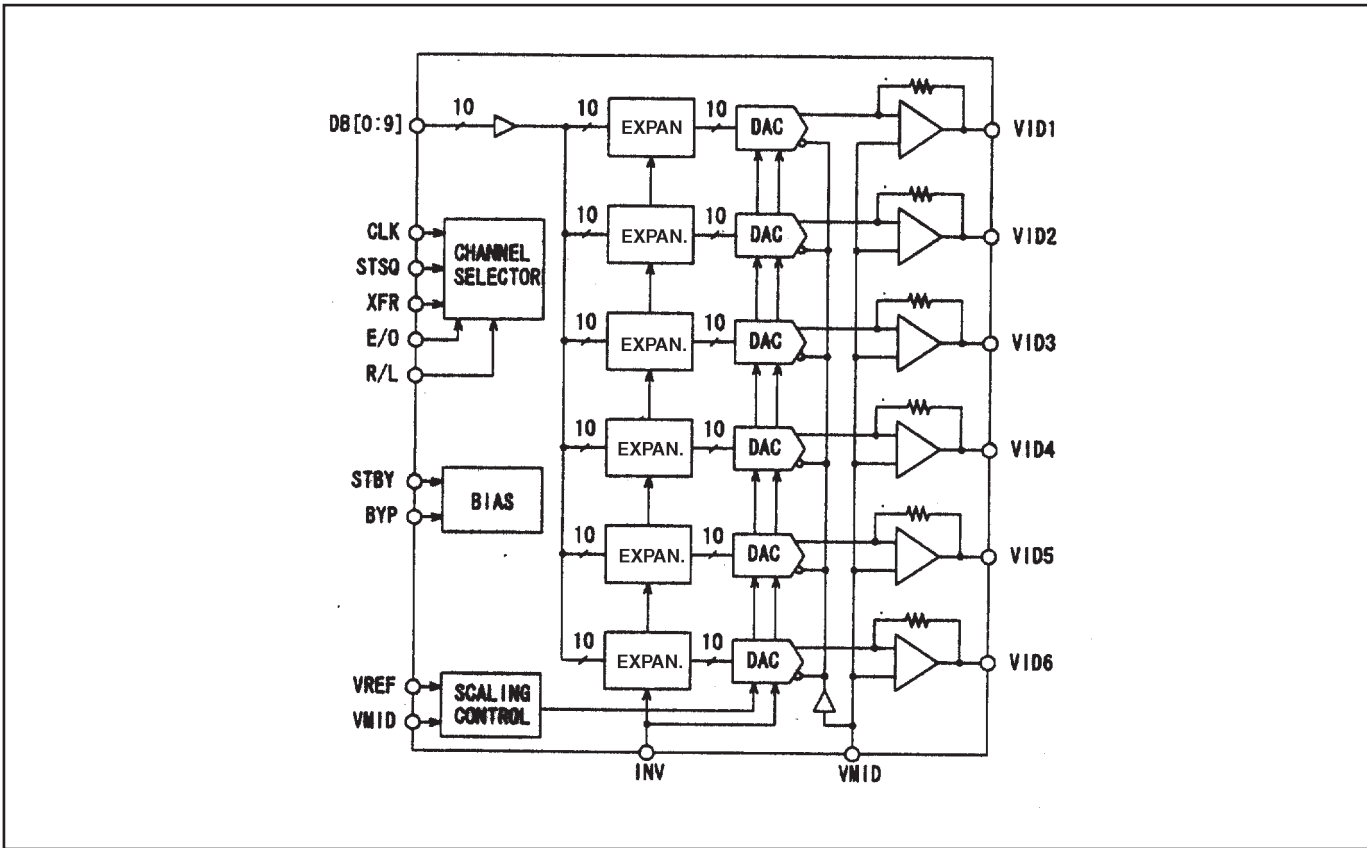 10 10 10
DB[0:9] EXPAN DAC VID1
10 10
CLK EXPAN. DAC VID2
CHANNEL
SELECTOR
STSQ
XFR
10 10
E/O EXPAN. DAC VID3
R/L
10 10
EXPAN. DAC VID4
STBY
BIAS
BYP
10 10
EXPAN. DAC VID5
10 10
EXPAN. DAC VID6
VREF
SCALING
CONTROL
VMID
INV VMID